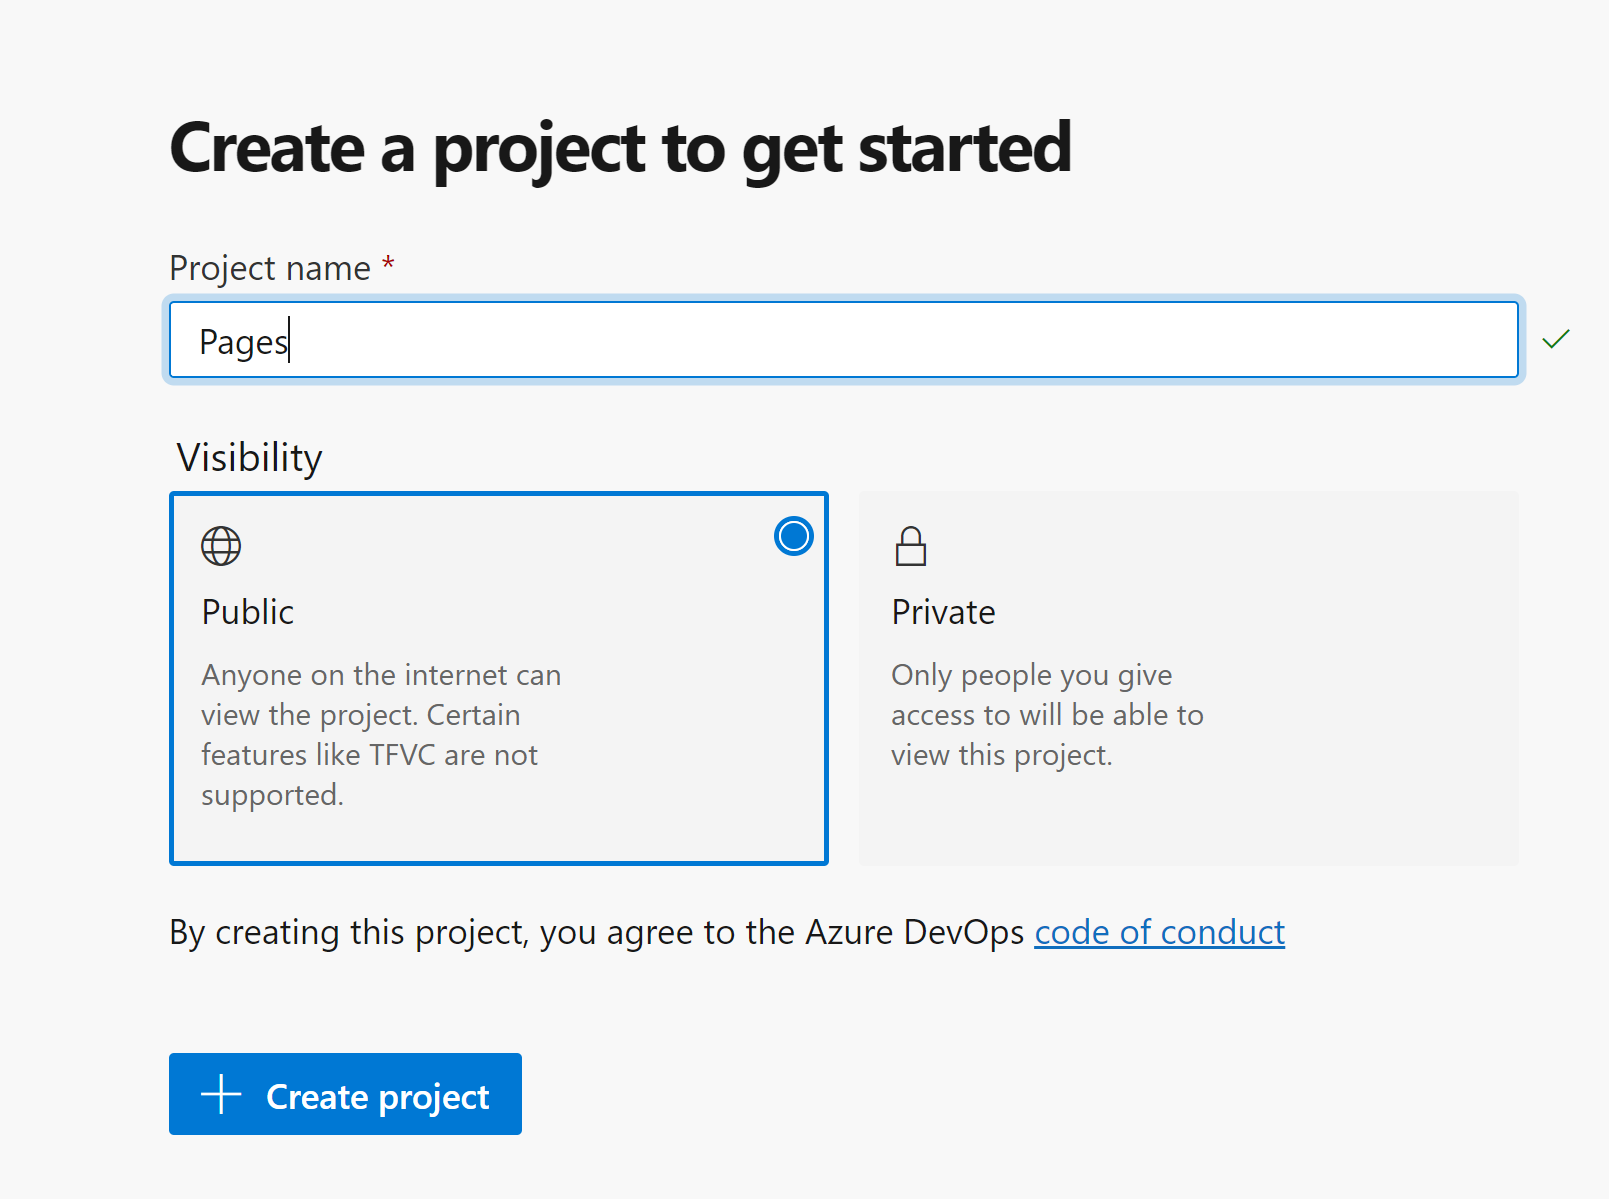 Create a project to get started
Project name *
Pages
Visibility
Public
Anyone on the internet can
view the project. Certain
features like TFVC are not
supported.
Private
Only people you give
access to will be able to
view this project.
By creating this project, you agree to the Azure DevOps code of conduct
Create project